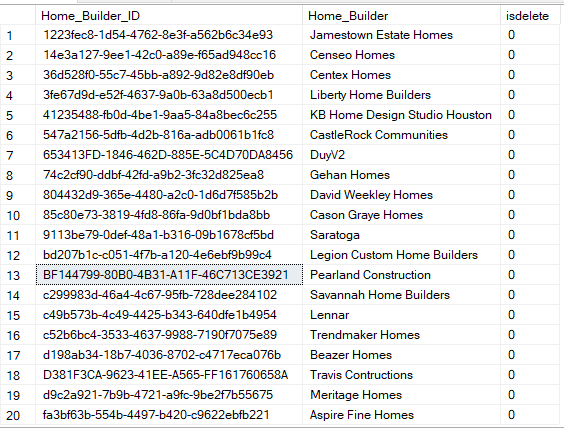 Home_Builder_ID Home_Builder isdelete
1 1223fec8-1d54-4762-8e3f-a562b6c34e93 Jamestown Estate Homes 0
2 14e3a127-9ee1-42c0-a89e-f65ad948cc16 Censeo Homes 0
3 36d528f0-55c7-45bb-a892-9d82e8df90eb Centex Homes 0
4 3fe67d9d-e52f-4637-9a0b-63a8d500ecb1 Liberty Home Builders 0
5 41235488-fb0d-4be1-9aa5-84a8bec6c255 KB Home Design Studio Houston 0
6 547a2156-5dfb-4d2b-816a-adb0061b1fc8 CastleRock Communities 0
7 653413FD-1846-462D-885E-5C4D70DA8456 DuyV2 0
8 74c2cf90-ddbf-42fd-a9b2-3fc32d825ea8 Gehan Homes 0
9 804432d9-365e-4480-a2c0-1d6d7f585b2b David Weekley Homes 0
10 85c80e73-3819-4fd8-86fa-9d0bf1bda8bb Cason Graye Homes 0
11 9113be79-0def-48a1-b316-09b1678cf5bd Saratoga 0
12 bd207b1c-c051-4f7b-a120-4e6ebf9b99c4 Legion Custom Home Builders 0
13 BF144799-80B0-4B31-A11F-46C713CE3921 Pearland Construction 0
14 c299983d-46a4-4c67-95fb-728dee284102 Savannah Home Builders 0
15 c49b573b-4c49-4425-b343-640dfe1b4954 Lennar 0
16 c52b6bc4-3533-4637-9988-7190f7075e89 Trendmaker Homes 0
17 d198ab34-18b7-4036-8702-c4717eca076b Beazer Homes 0
18 D381F3CA-9623-41EE-A565-FF161760658A Travis Contructions 0
19 d9c2a921-7b9b-4721-a9fc-9be2f7b55675 Meritage Homes 0
20 fa3bf63b-554b-4497-b420-c9622ebfb221 Aspire Fine Homes 0